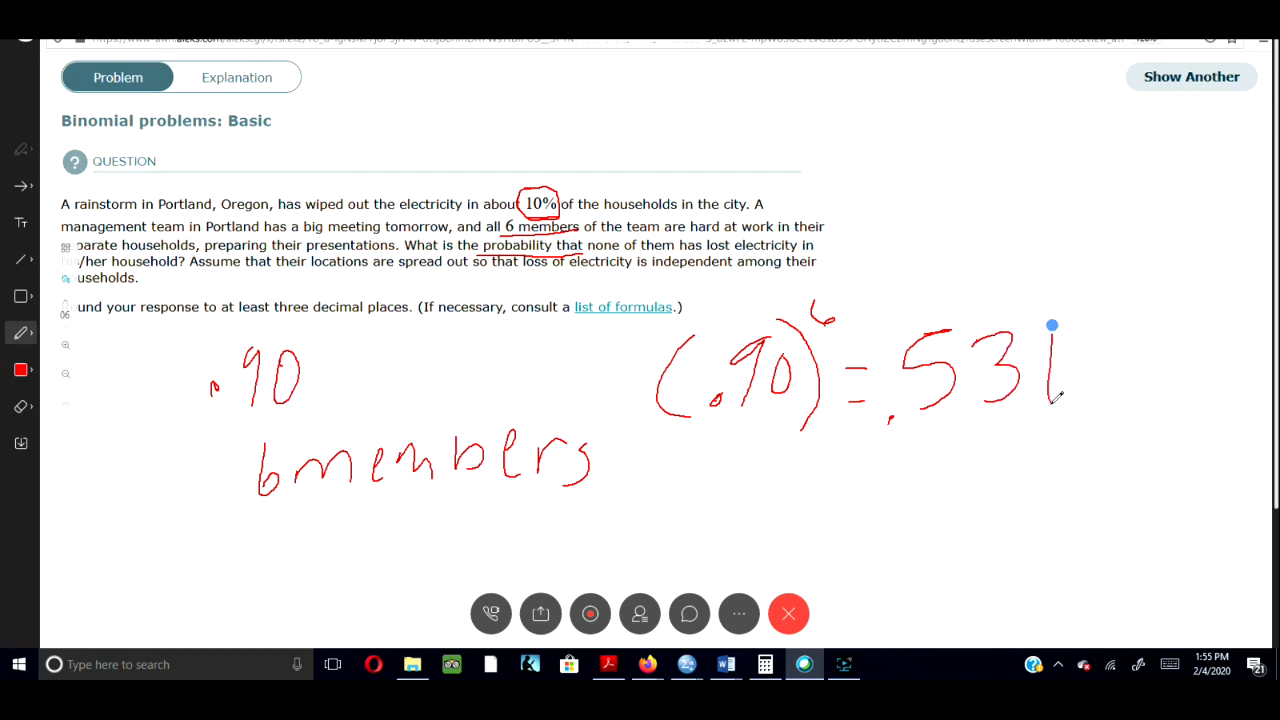 Problem
Explanation
Show Another
Binomial problems: Basic
? QUESTION
A rainstorm in Portland, Oregon, has wiped out the electricity in about 10% of the households in the city. A
management team in Portland has a big meeting tomorrow, and all 6 members of the team are hard at work in their
parate households, preparing their presentations. What is the probability that none of them has lost electricity in
/her household? Assume that their locations are spread out so that loss of electricity is independent among their
useholds.
und your response to at least three decimal places. (If necessary, consult a list of formulas.)
06
.90
(.90)^6 = .531
6 members
Type here to search
1:55 PM
2/4/2020
21